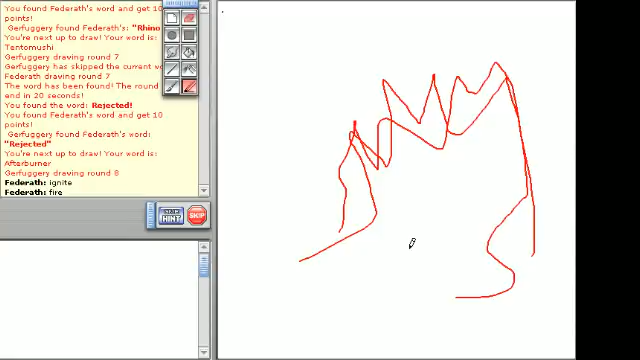 You found Federath's word and get 10
points!
Gerfuggery found Federath's: "Rhino
You're next up to draw! Your word is:
Tentomushi
Gerfuggery drawing round 7
Gerfuggery has skipped the current wo
Federath drawing round 7
The word has been found! The round
end in 20 seconds!
You found the word: Rejected!
You found Federath's word and get 10
points!
Gerfuggery found Federath's word:
"Rejected"
You're next up to draw! Your word is:
Afterburner
Gerfuggery drawing round 8
Federath: ignite
Federath: fire
HINT
SKIP